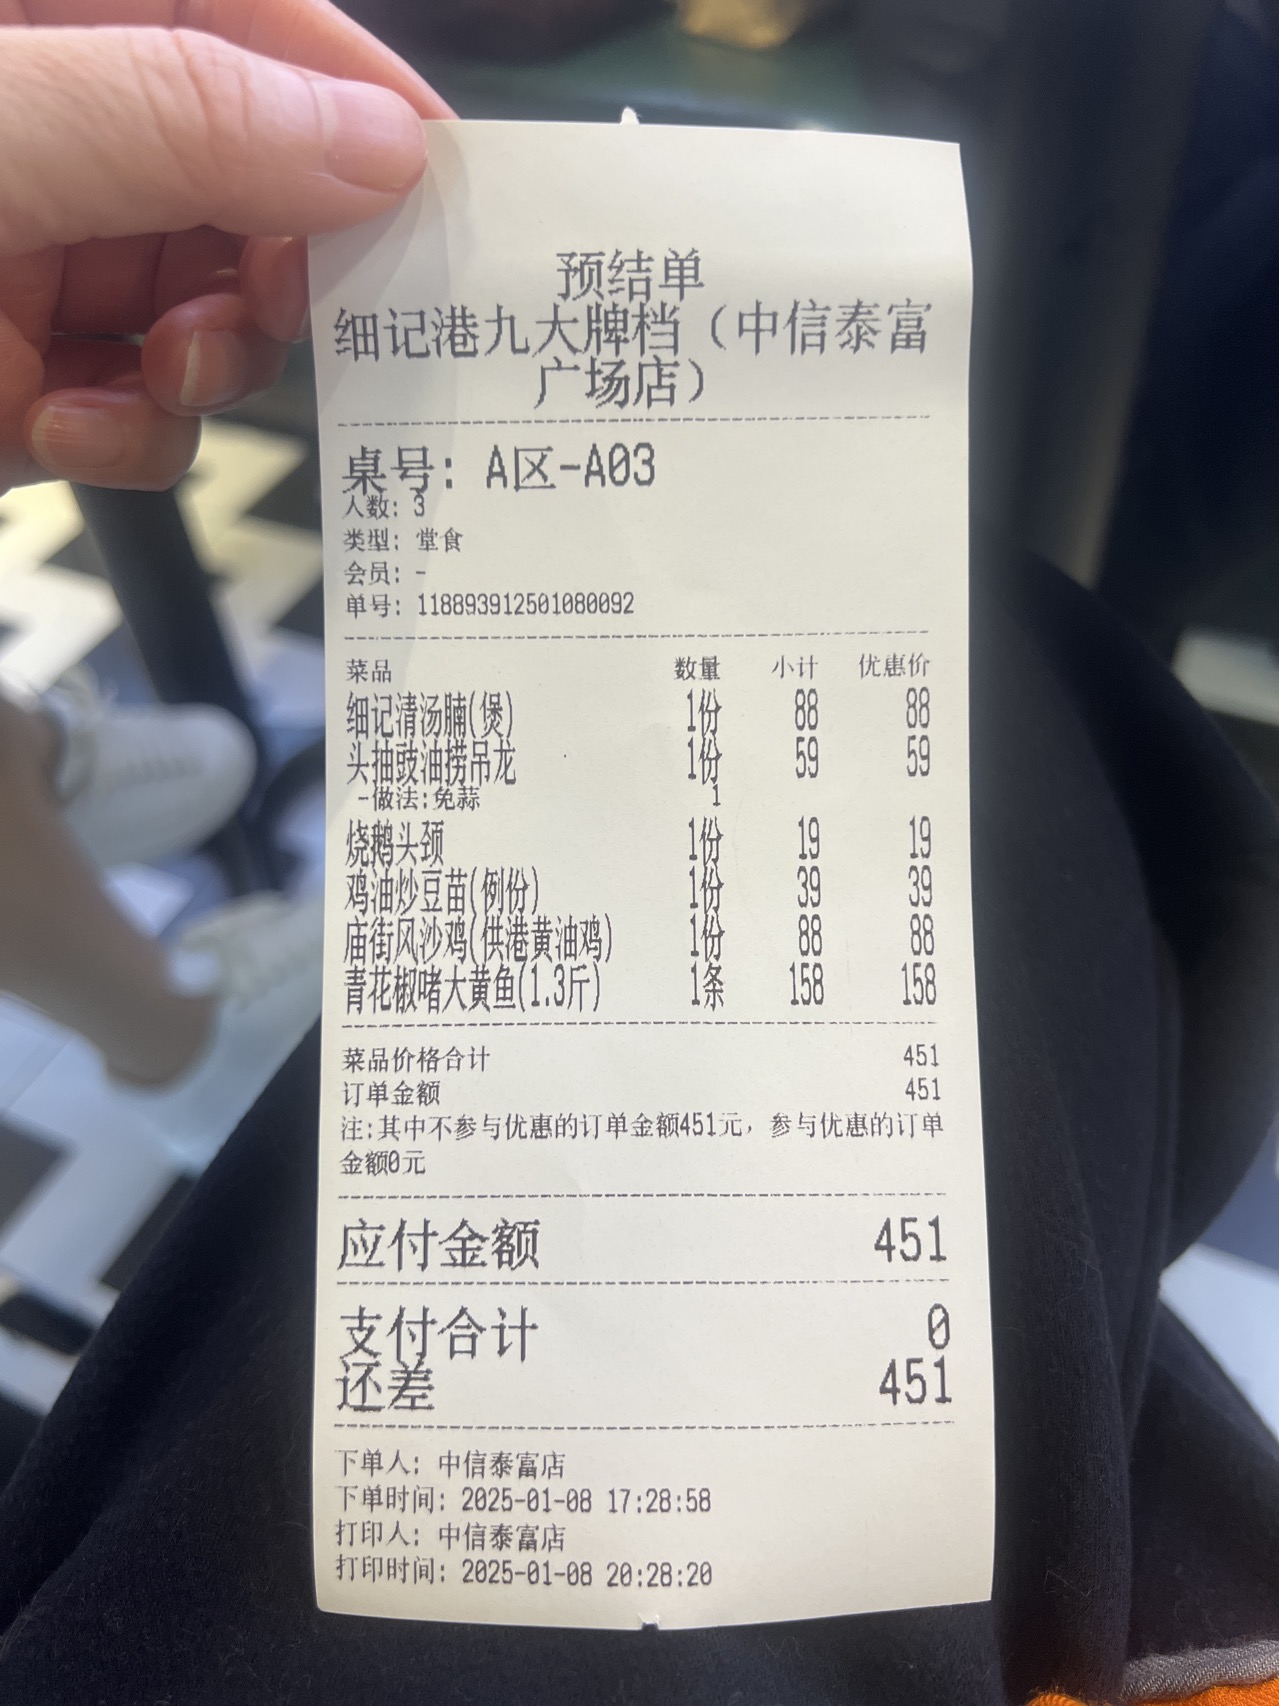 预结单
细记港九大牌档（中信泰富
广场店）
桌号: A区-A03
人数: 3
类型: 堂食
会员: -
单号: 118893912501080092
菜品 数量 小计 优惠价
细记清汤腩(煲) 1份 88 88
头抽豉油捞吊龙 1份 59 59
-做法:免蒜 1
烧鹅头颈 1份 19 19
鸡油炒豆苗(例份) 1份 39 39
庙街风沙鸡(供港黄油鸡) 1份 88 88
青花椒啫大黄鱼(1.3斤) 1条 158 158
菜品价格合计 451
订单金额 451
注:其中不参与优惠的订单金额451元，参与优惠的订单
金额0元
应付金额 451
支付合计 0
还差 451
下单人: 中信泰富店
下单时间: 2025-01-08 17:28:58
打印人: 中信泰富店
打印时间: 2025-01-08 20:28:20